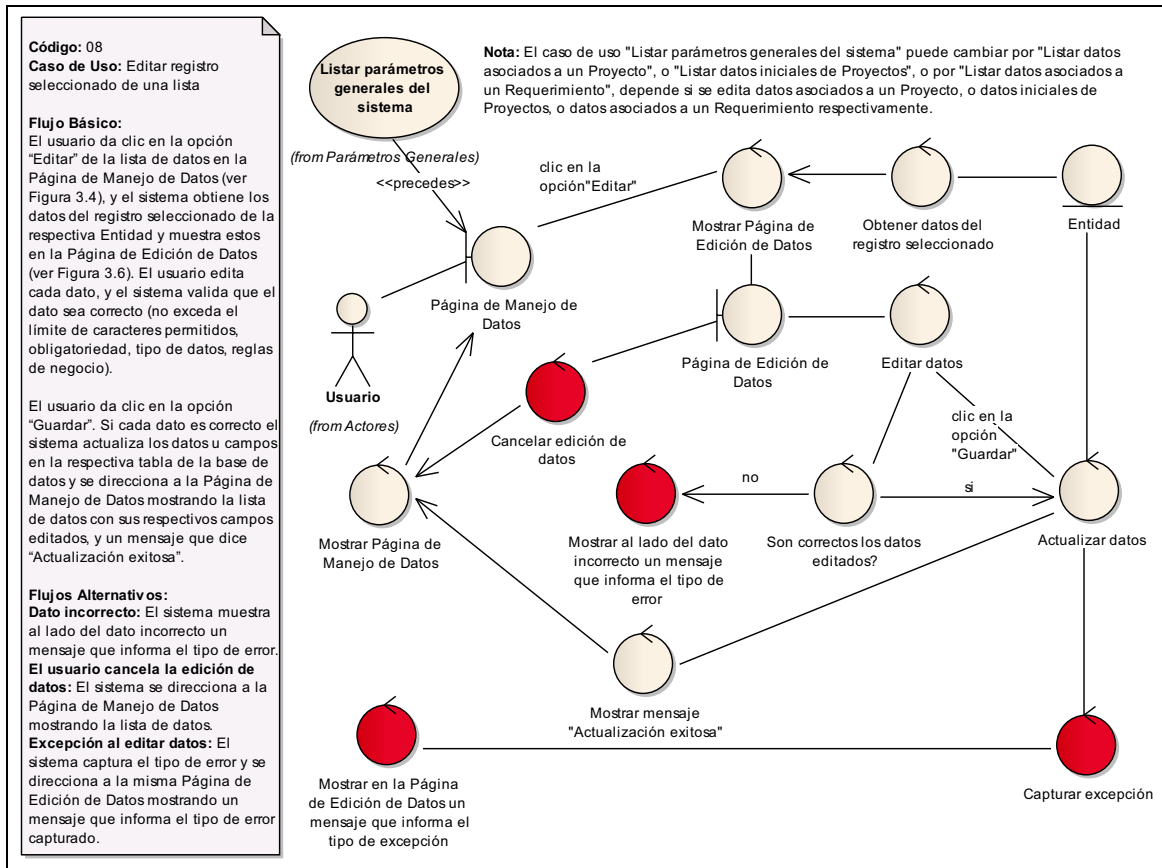 Código: 08
Caso de Uso: Editar registro
seleccionado de una lista
Flujo Básico:
El usuario da clic en la opción
“Editar” de la lista de datos en la
Página de Manejo de Datos (ver
Figura 3.4), y el sistema obtiene los
datos del registro seleccionado de la
respectiva Entidad y muestra estos
en la Página de Edición de Datos
(ver Figura 3.6). El usuario edita
cada dato, y el sistema valida que el
dato sea correcto (no exceda el
límite de caracteres permitidos,
obligatoriedad, tipo de datos, reglas
de negocio).
El usuario da clic en la opción
“Guardar”. Si cada dato es correcto el
sistema actualiza los datos u campos
en la respectiva tabla de la base de
datos y se direcciona a la Página de
Manejo de Datos mostrando la lista
de datos con sus respectivos campos
editados, y un mensaje que dice
“Actualización exitosa”.
Flujos Alternativos:
Dato incorrecto: El sistema muestra
al lado del dato incorrecto un
mensaje que informa el tipo de error.
El usuario cancela la edición de
datos: El sistema se direcciona a la
Página de Manejo de Datos
mostrando la lista de datos.
Excepción al editar datos: El
sistema captura el tipo de error y se
direcciona a la misma Página de
Edición de Datos mostrando un
mensaje que informa el tipo de error
capturado.
Listar parámetros
generales del
sistema
(from Parámetros Generales)
<<precedes>>
Nota: El caso de uso "Listar parámetros generales del sistema" puede cambiar por "Listar datos
asociados a un Proyecto", o "Listar datos iniciales de Proyectos", o por "Listar datos asociados a
un Requerimiento", depende si se edita datos asociados a un Proyecto, o datos iniciales de
Proyectos, o datos asociados a un Requerimiento respectivamente.
clic en la
opción"Editar"
Mostrar Página de
Edición de Datos
Obtener datos del
registro seleccionado
Entidad
Página de Manejo de
Datos
Usuario
(from Actores)
Página de Edición de
Datos
Editar datos
Cancelar edición de
datos
clic en la
opción
"Guardar"
no
si
Mostrar Página de
Manejo de Datos
Mostrar al lado del dato
incorrecto un mensaje
que informa el tipo de
error
Son correctos los datos
editados?
Actualizar datos
Mostrar mensaje
"Actualización exitosa"
Mostrar en la Página
de Edición de Datos un
mensaje que informa el
tipo de excepción
Capturar excepción